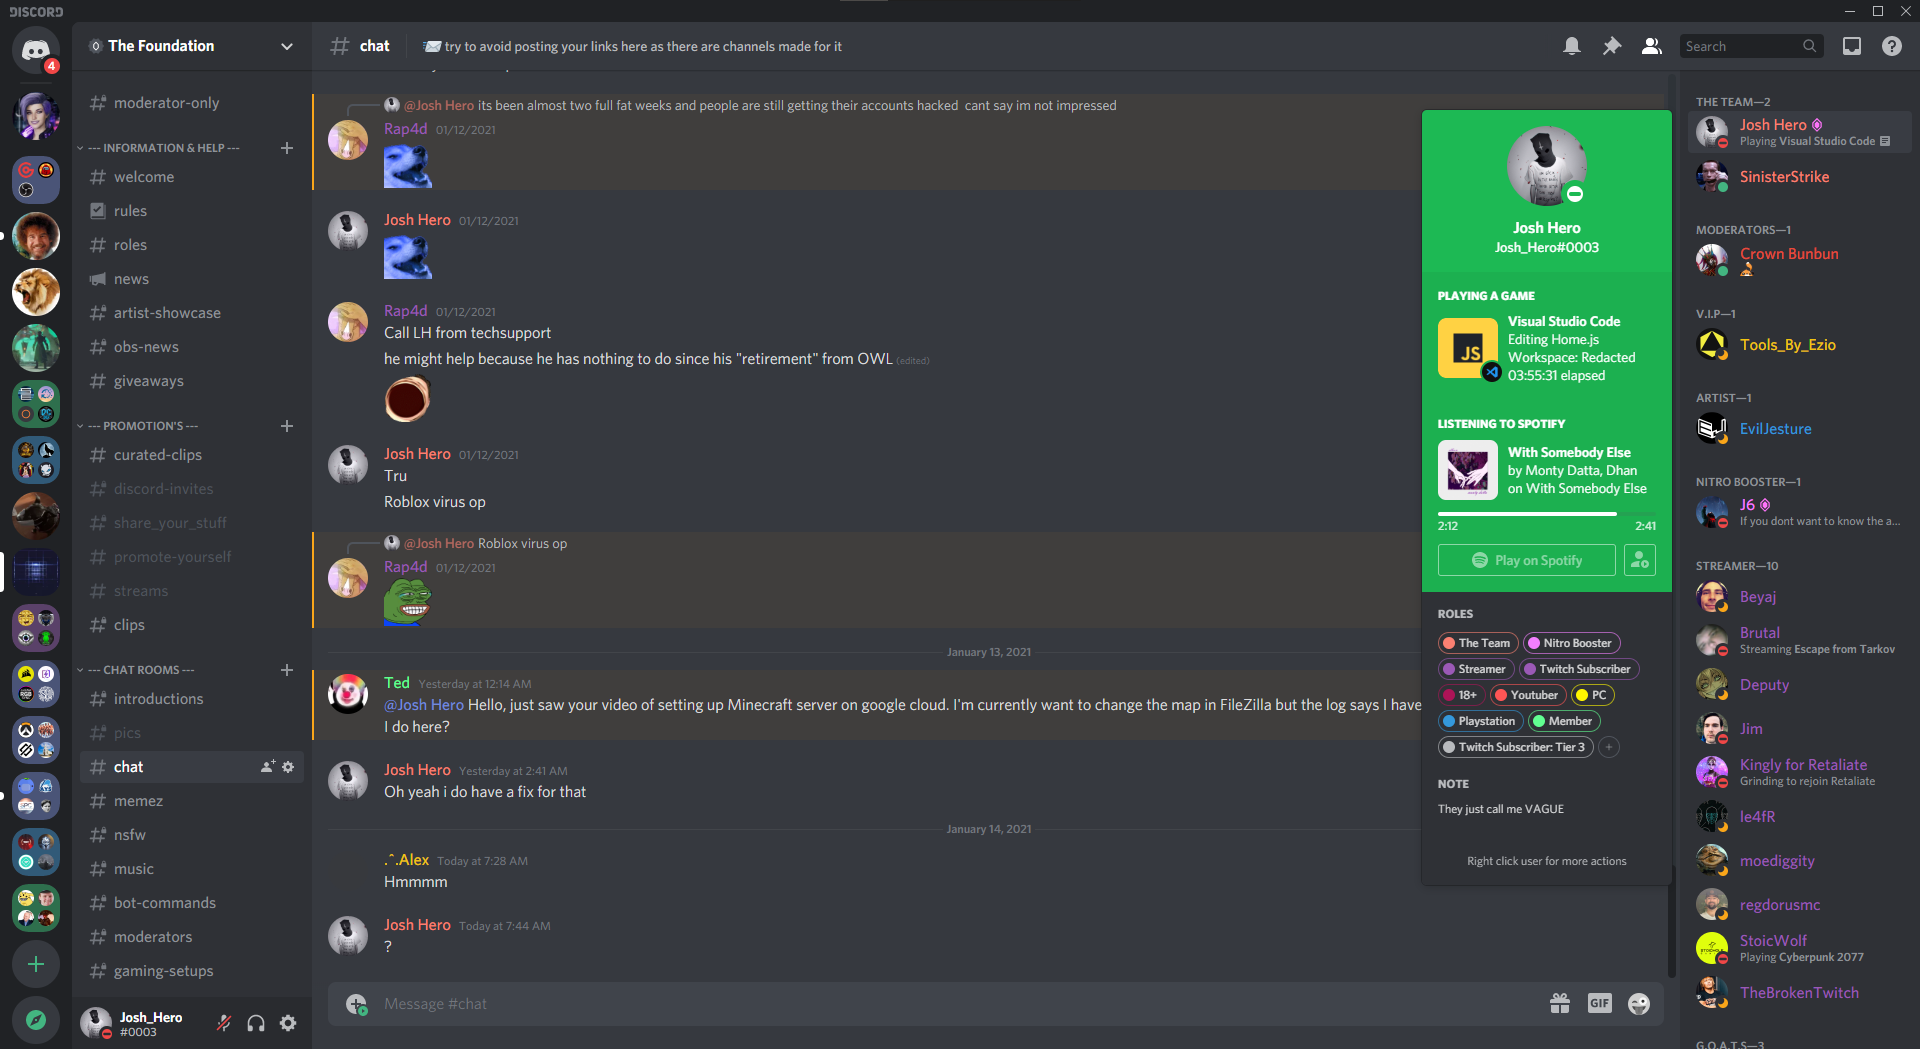 DISCORD
4
The Foundation
moderator-only
--- INFORMATION & HELP ---
welcome
rules
roles
news
artist-showcase
obs-news
giveaways
--- PROMOTION'S ---
curated-clips
discord-invites
share_your_stuff
promote-yourself
streams
clips
--- CHAT ROOMS ---
introductions
pics
chat
memez
nsfw
music
bot-commands
moderators
gaming-setups
Josh_Hero
#0003
chat
try to avoid posting your links here as there are channels made for it
Search
@Josh Hero its been almost two full fat weeks and people are still getting their accounts hacked cant say im not impressed
Rap4d 01/12/2021
Josh Hero 01/12/2021
Rap4d 01/12/2021
Call LH from techsupport
he might help because he has nothing to do since his "retirement" from OWL (edited)
Josh Hero 01/12/2021
Tru
Roblox virus op
@Josh Hero Roblox virus op
Rap4d 01/12/2021
January 13, 2021
Ted Yesterday at 12:14 AM
@Josh Hero Hello, just saw your video of setting up Minecraft server on google cloud. I'm currently want to change the map in FileZilla but the log says I have
I do here?
Josh Hero Yesterday at 2:41 AM
Oh yeah i do have a fix for that
January 14, 2021
.ˆ.Alex Today at 7:28 AM
Hmmmm
Josh Hero Today at 7:44 AM
?
Message #chat
GIF
Josh Hero
Josh_Hero#0003
PLAYING A GAME
JS
Visual Studio Code
Editing Home.js
Workspace: Redacted
03:55:31 elapsed
LISTENING TO SPOTIFY
With Somebody Else
by Monty Datta, Dhan
on With Somebody Else
2:12 2:41
Play on Spotify
ROLES
The Team Nitro Booster
Streamer Twitch Subscriber
18+ Youtuber PC
Playstation Member
Twitch Subscriber: Tier 3 +
NOTE
They just call me VAGUE
Right click user for more actions
THE TEAM—2
Josh Hero
Playing Visual Studio Code
SinisterStrike
MODERATORS—1
Crown Bunbun
V.I.P—1
Tools_By_Ezio
ARTIST—1
EvilJesture
NITRO BOOSTER—1
J6
If you dont want to know the a...
STREAMER—10
Beyaj
Brutal
Streaming Escape from Tarkov
Deputy
Jim
Kingly for Retaliate
Grinding to rejoin Retaliate
le4fR
moediggity
regdorusmc
StoicWolf
Playing Cyberpunk 2077
TheBrokenTwitch
G.O.A.T.S—3